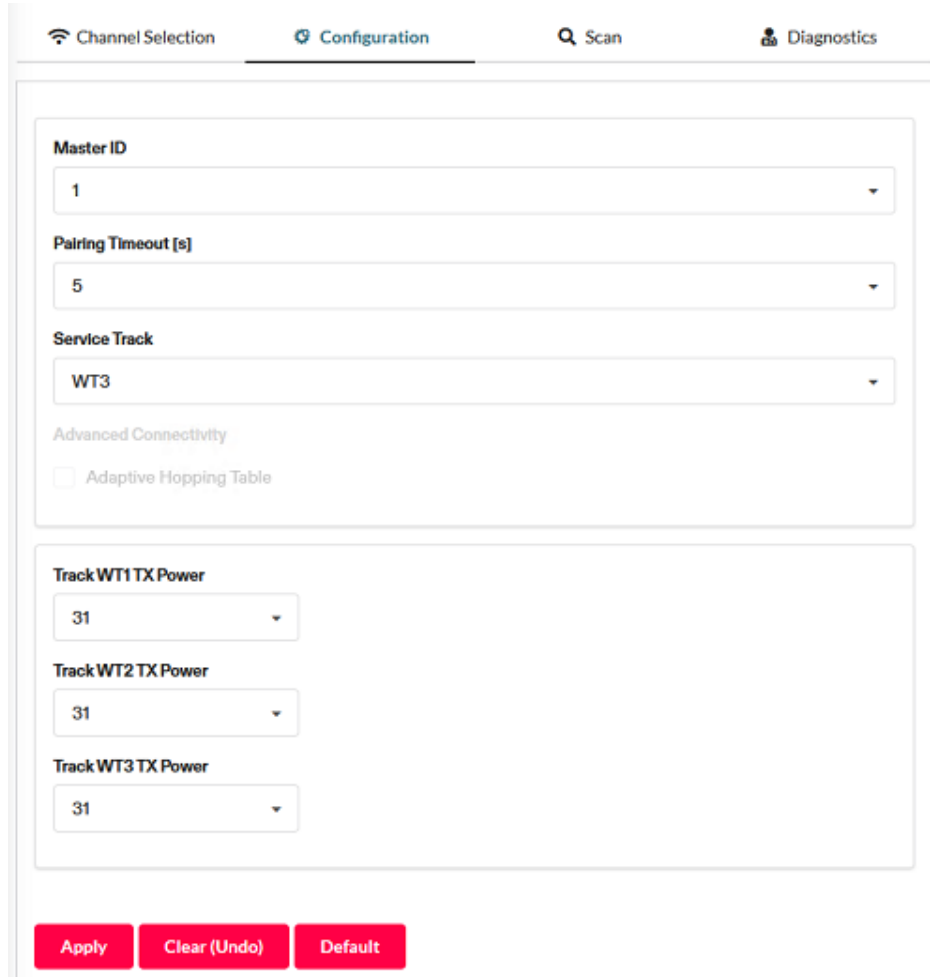 Channel Selection Configuration Scan Diagnostics
Master ID
1
Pairing Timeout [s]
5
Service Track
WT3
Advanced Connectivity
Adaptive Hopping Table
Track WT1 TX Power
31
Track WT2 TX Power
31
Track WT3 TX Power
31
Apply Clear (Undo) Default